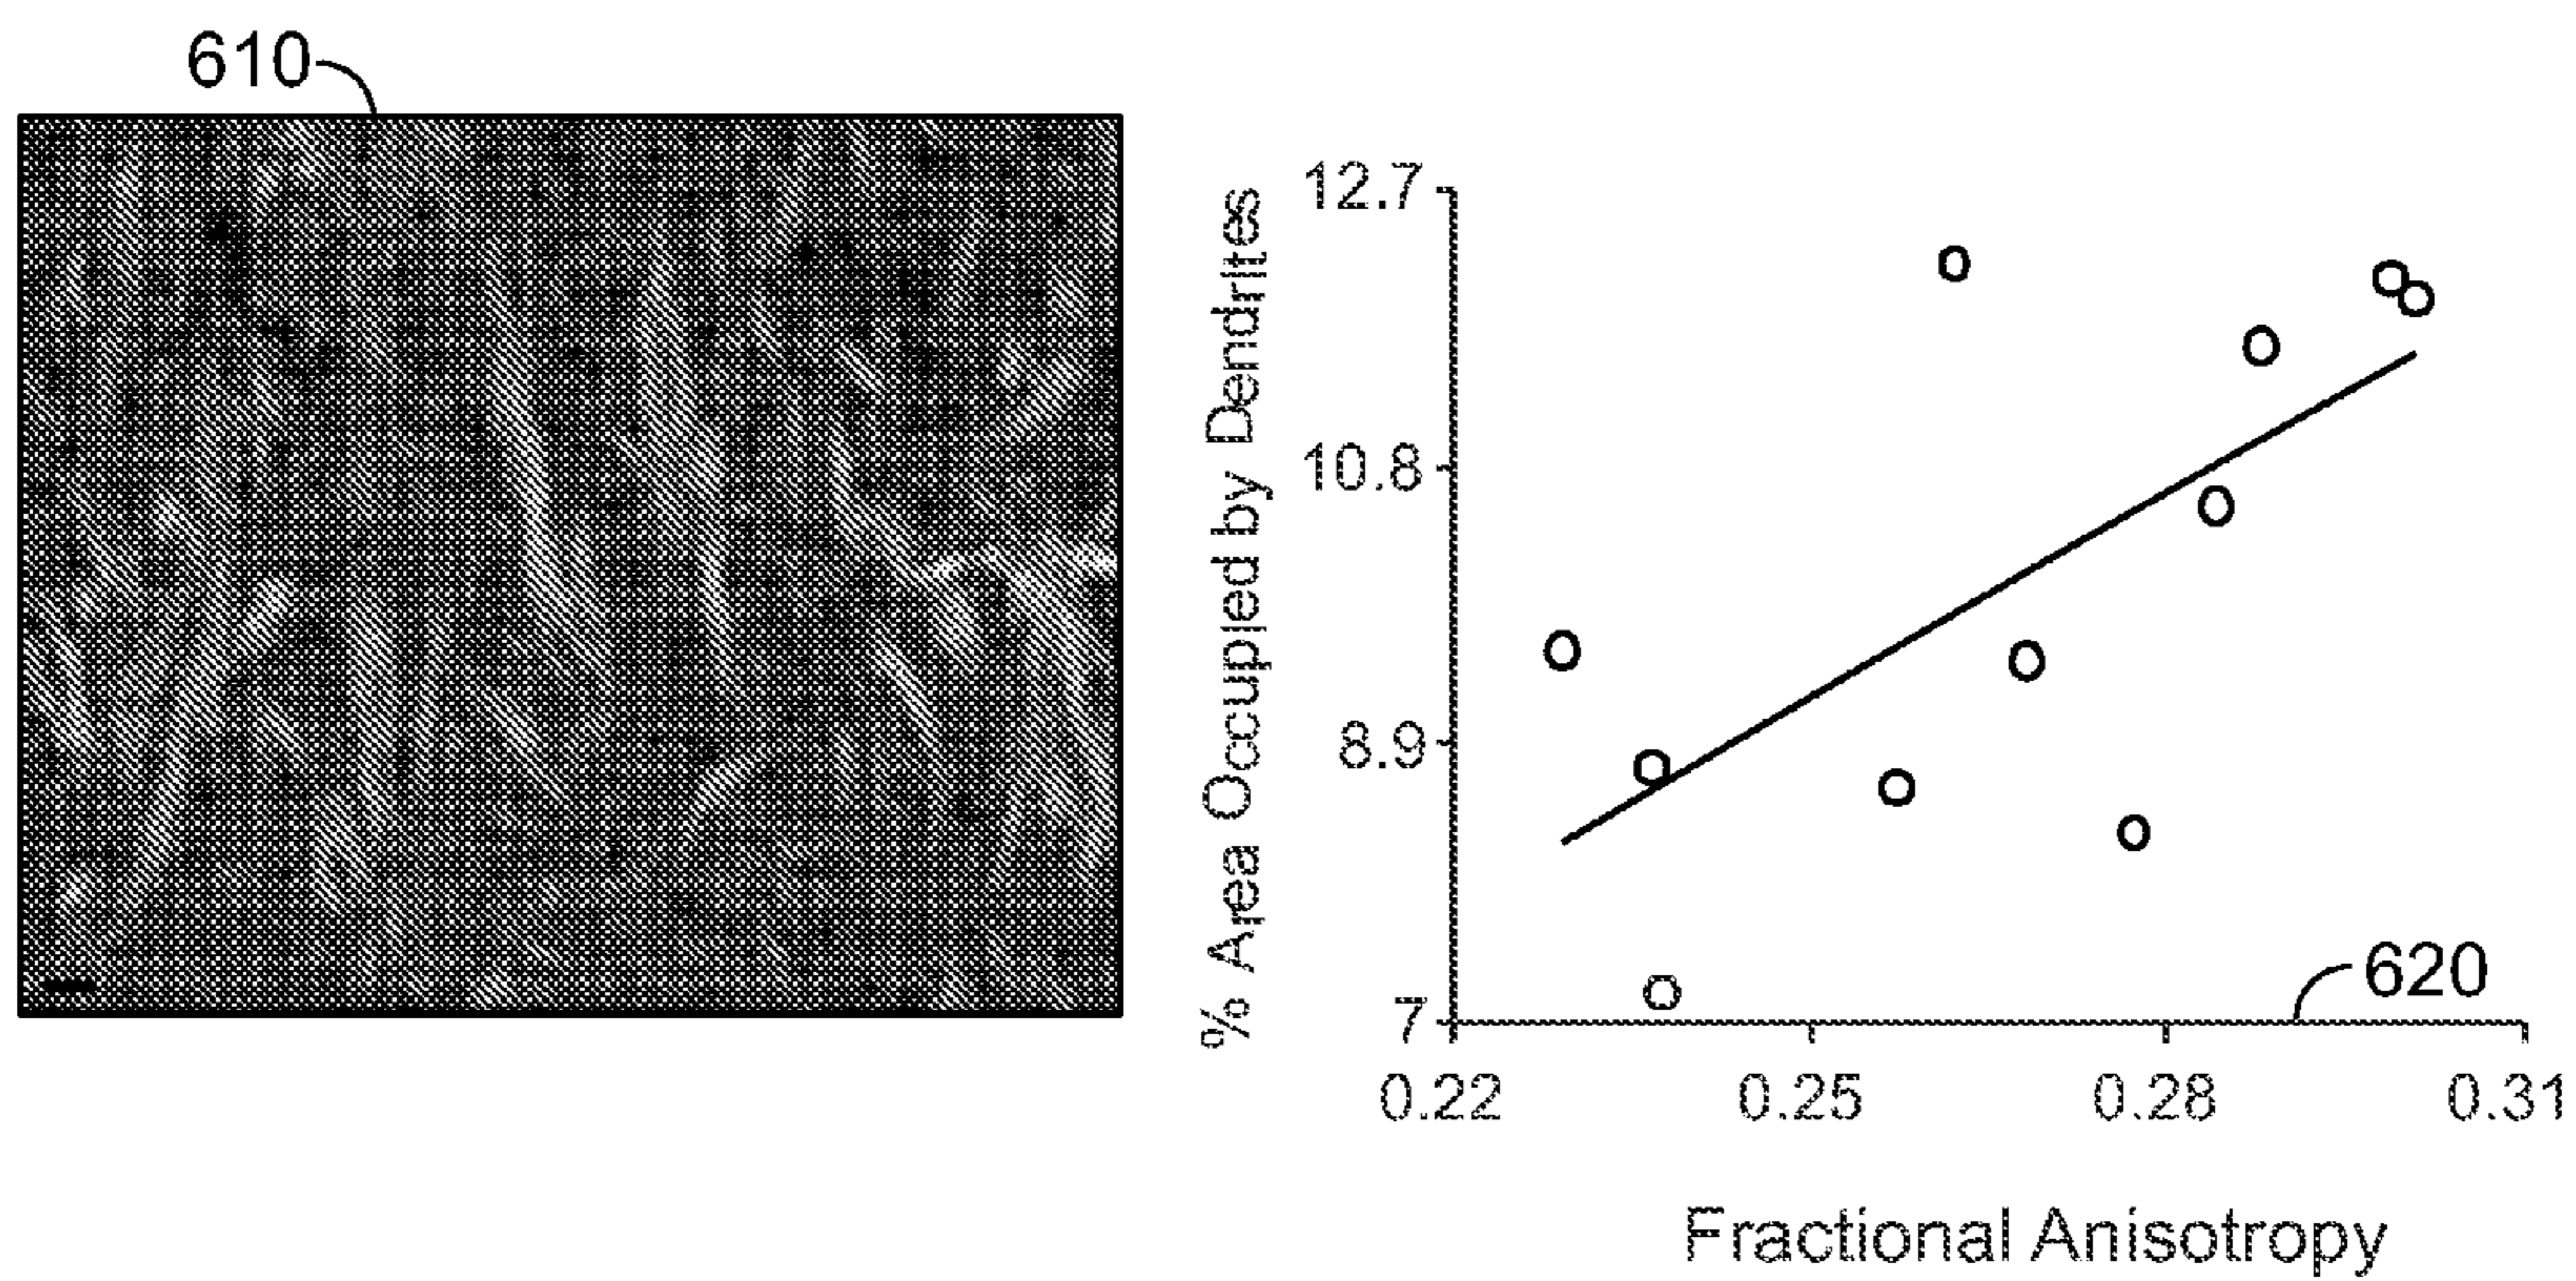 610
% Area Occupied by Dendrites
12.7
10.8
8.9
7
620
0.22 0.25 0.28 0.31
Fractional Anisotropy